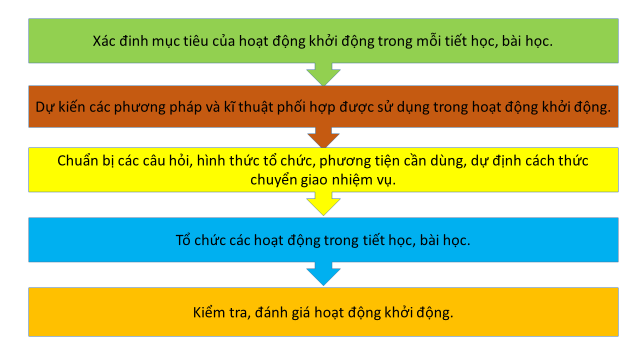 Xác đinh mục tiêu của hoạt động khởi động trong mỗi tiết học, bài học.
Dự kiến các phương pháp và kĩ thuật phối hợp được sử dụng trong hoạt động khởi động.
Chuẩn bị các câu hỏi, hình thức tổ chức, phương tiện cần dùng, dự định cách thức
chuyển giao nhiệm vụ.
Tổ chức các hoạt động trong tiết học, bài học.
Kiểm tra, đánh giá hoạt động khởi động.